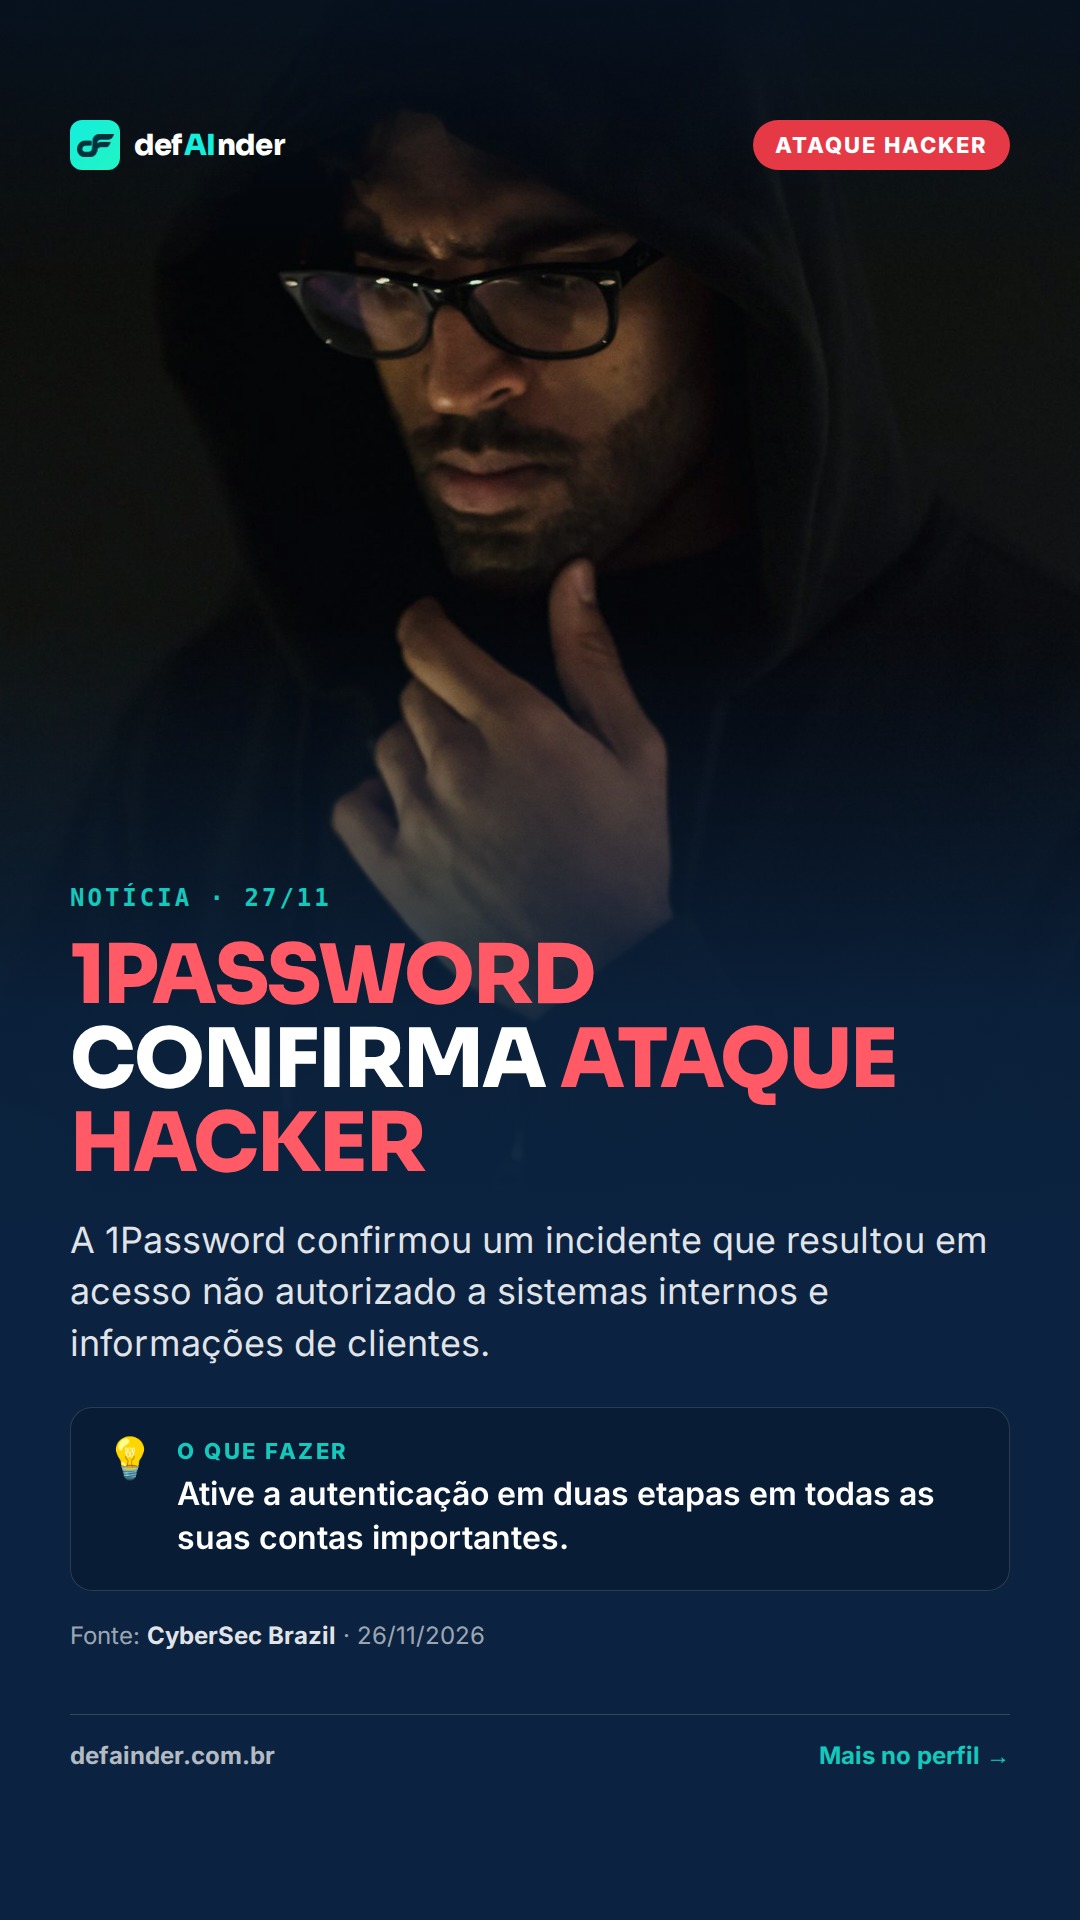 defAInder
ATAQUE HACKER
NOTÍCIA · 27/11
1PASSWORD
CONFIRMA ATAQUE
HACKER
A 1Password confirmou um incidente que resultou em
acesso não autorizado a sistemas internos e
informações de clientes.
O QUE FAZER
Ative a autenticação em duas etapas em todas as
suas contas importantes.
Fonte: CyberSec Brazil · 26/11/2026
defainder.com.br
Mais no perfil →